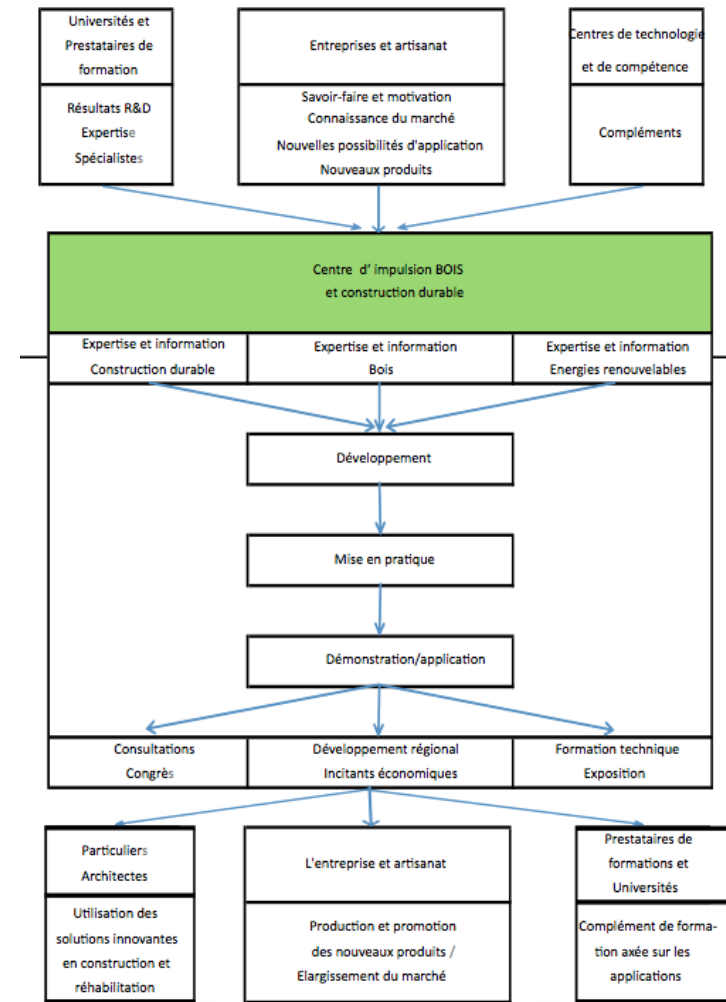 Universités et
Prestataires de
formation
Résultats R&D
Expertise
Spécialistes
Entreprises et artisanat
Savoir-faire et motivation
Connaissance du marché
Nouvelles possibilités d'application
Nouveaux produits
Centres de technologie
et de compétence
Compléments
Centre d' impulsion BOIS
et construction durable
Expertise et information
Construction durable
Expertise et information
Bois
Expertise et information
Energies renouvelables
Développement
Mise en pratique
Démonstration/application
Consultations
Congrès
Développement régional
Incitants économiques
Formation technique
Exposition
Particuliers
Architectes
Utilisation des
solutions innovantes
en construction et
réhabilitation
L'entreprise et artisanat
Production et promotion
des nouveaux produits /
Elargissement du marché
Prestataires de
formations et
Universités
Complément de forma-
tion axée sur les
applications